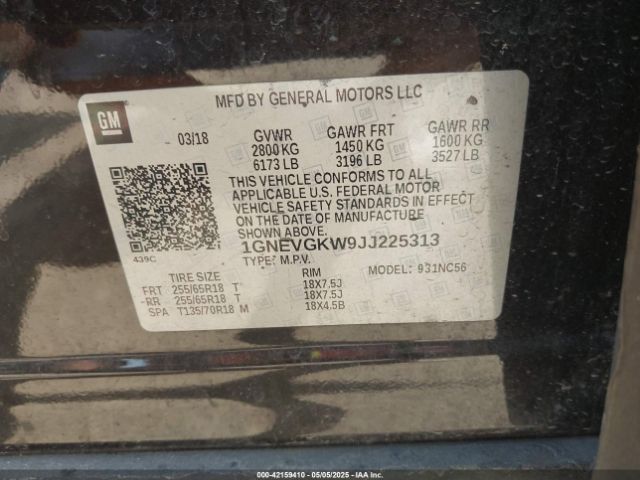 MFD BY GENERAL MOTORS LLC
GM
03/18
GVWR GAWR FRT GAWR RR
2800 KG 1450 KG 1600 KG
6173 LB 3196 LB 3527 LB
THIS VEHICLE CONFORMS TO ALL
APPLICABLE U.S. FEDERAL MOTOR
VEHICLE SAFETY STANDARDS IN EFFECT
ON THE DATE OF MANUFACTURE
SHOWN ABOVE.
439C
1GNEVGKW9JJ225313
TYPE: M.P.V. MODEL: 931NC56
TIRE SIZE RIM
FRT 255/65R18 T 18X7.5J
RR 255/65R18 T 18X7.5J
SPA T135/70R18 M 18X4.5B
000-42159410 - 05/05/2025 - IAA Inc.